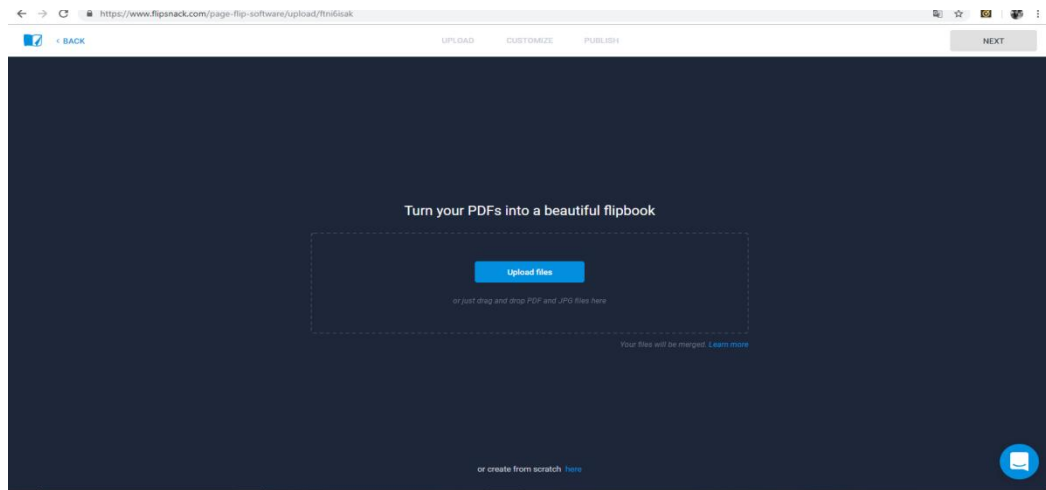 https://www.flipsnack.com/page-flip-software/upload/ftni6isak
< BACK
UPLOAD CUSTOMIZE PUBLISH
NEXT
Turn your PDFs into a beautiful flipbook
Upload files
or just drag and drop PDF and JPG files here
Your files will be merged. Learn more
or create from scratch here